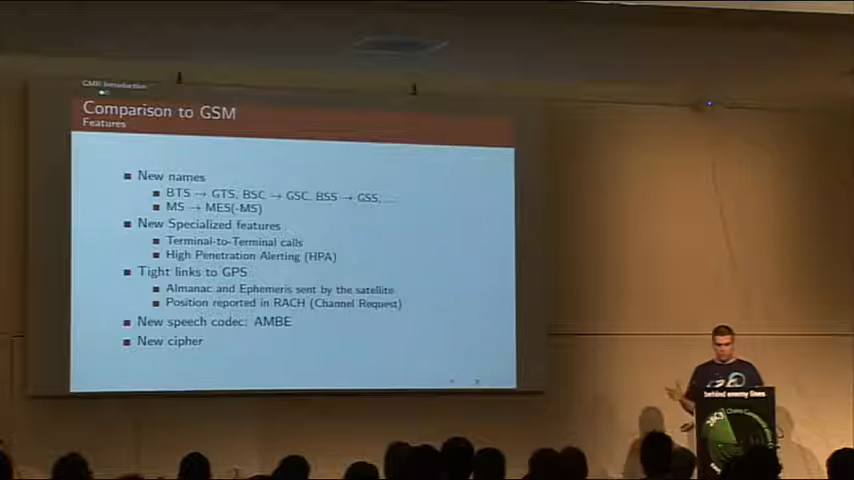 GMR Introduction
Comparison to GSM
Features
New names
BTS → GTS, BSC → GSC, BSS → GSS, ...
MS → MES(-MS)
New Specialized features
Terminal-to-Terminal calls
High Penetration Alerting (HPA)
Tight links to GPS
Almanac and Ephemeris sent by the satellite
Position reported in RACH (Channel Request)
New speech codec: AMBE
New cipher
behind enemy lines